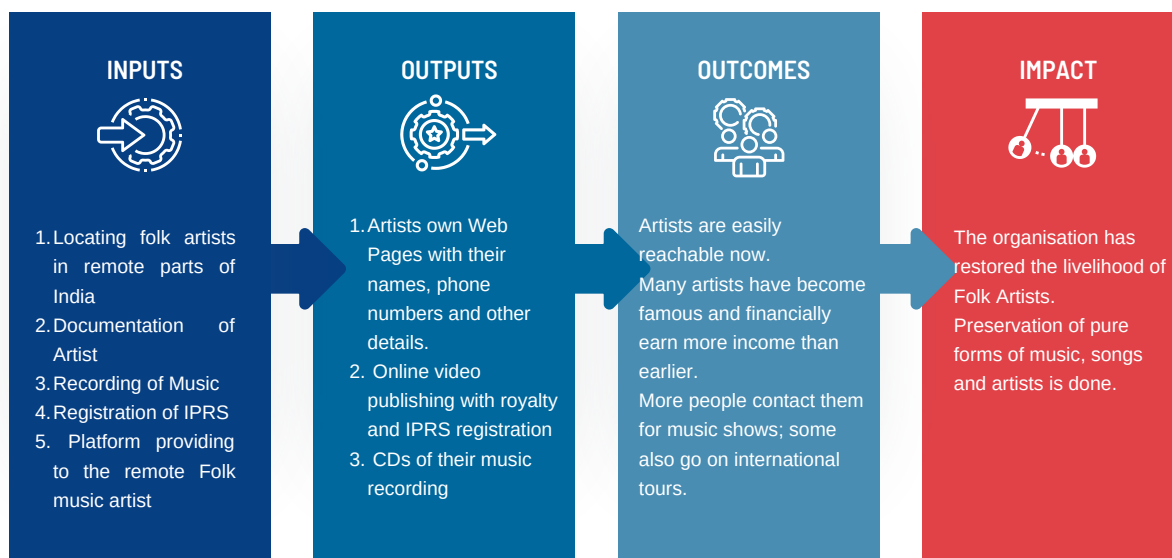 INPUTS
1. Locating folk artists
in remote parts of
India
2. Documentation of
Artist
3. Recording of Music
4. Registration of IPRS
5. Platform providing
to the remote Folk
music artist
OUTPUTS
1. Artists own Web
Pages with their
names, phone
numbers and other
details.
2. Online video
publishing with royalty
and IPRS registration
3. CDs of their music
recording
OUTCOMES
Artists are easily
reachable now.
Many artists have become
famous and financially
earn more income than
earlier.
More people contact them
for music shows; some
also go on international
tours.
IMPACT
The organisation has
restored the livelihood of
Folk Artists.
Preservation of pure
forms of music, songs
and artists is done.